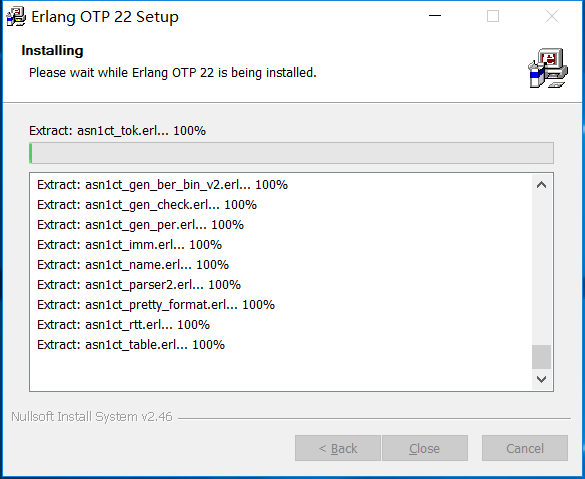 Erlang OTP 22 Setup
Installing
Please wait while Erlang OTP 22 is being installed.
Extract: asn1ct_tok.erl... 100%
Extract: asn1ct_gen_ber_bin_v2.erl... 100%
Extract: asn1ct_gen_check.erl... 100%
Extract: asn1ct_gen_per.erl... 100%
Extract: asn1ct_imm.erl... 100%
Extract: asn1ct_name.erl... 100%
Extract: asn1ct_parser2.erl... 100%
Extract: asn1ct_pretty_format.erl... 100%
Extract: asn1ct_rtt.erl... 100%
Extract: asn1ct_table.erl... 100%
Nullsoft Install System v2.46
< Back
Close
Cancel